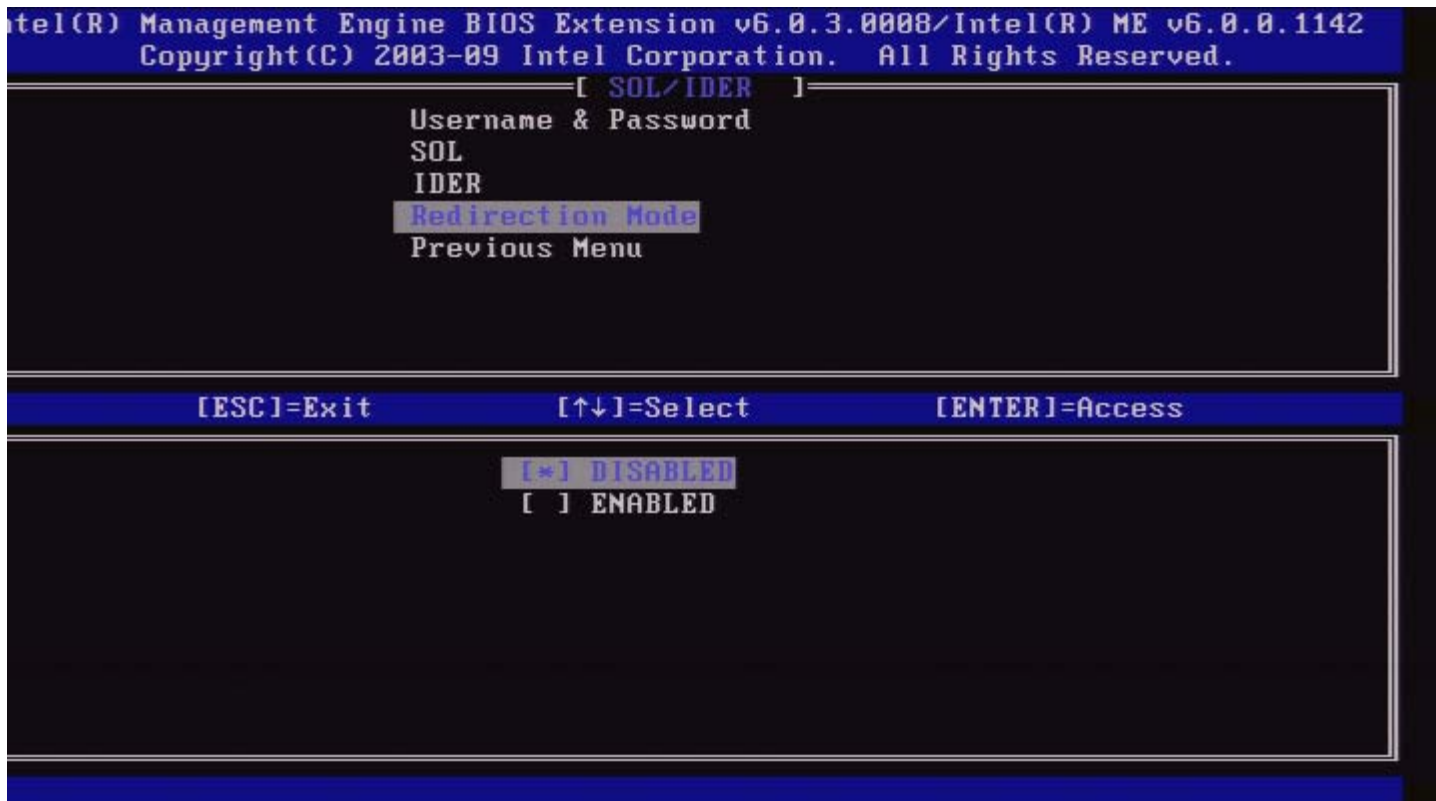 ntel(R) Management Engine BIOS Extension v6.0.3.0008/Intel(R) ME v6.0.0.1142
Copyright(C) 2003-09 Intel Corporation. All Rights Reserved.
[ SOL/IDER ]
Username & Password
SOL
IDER
Redirection Mode
Previous Menu
[ESC]=Exit [↑↓]=Select [ENTER]=Access
[*] DISABLED
[ ] ENABLED